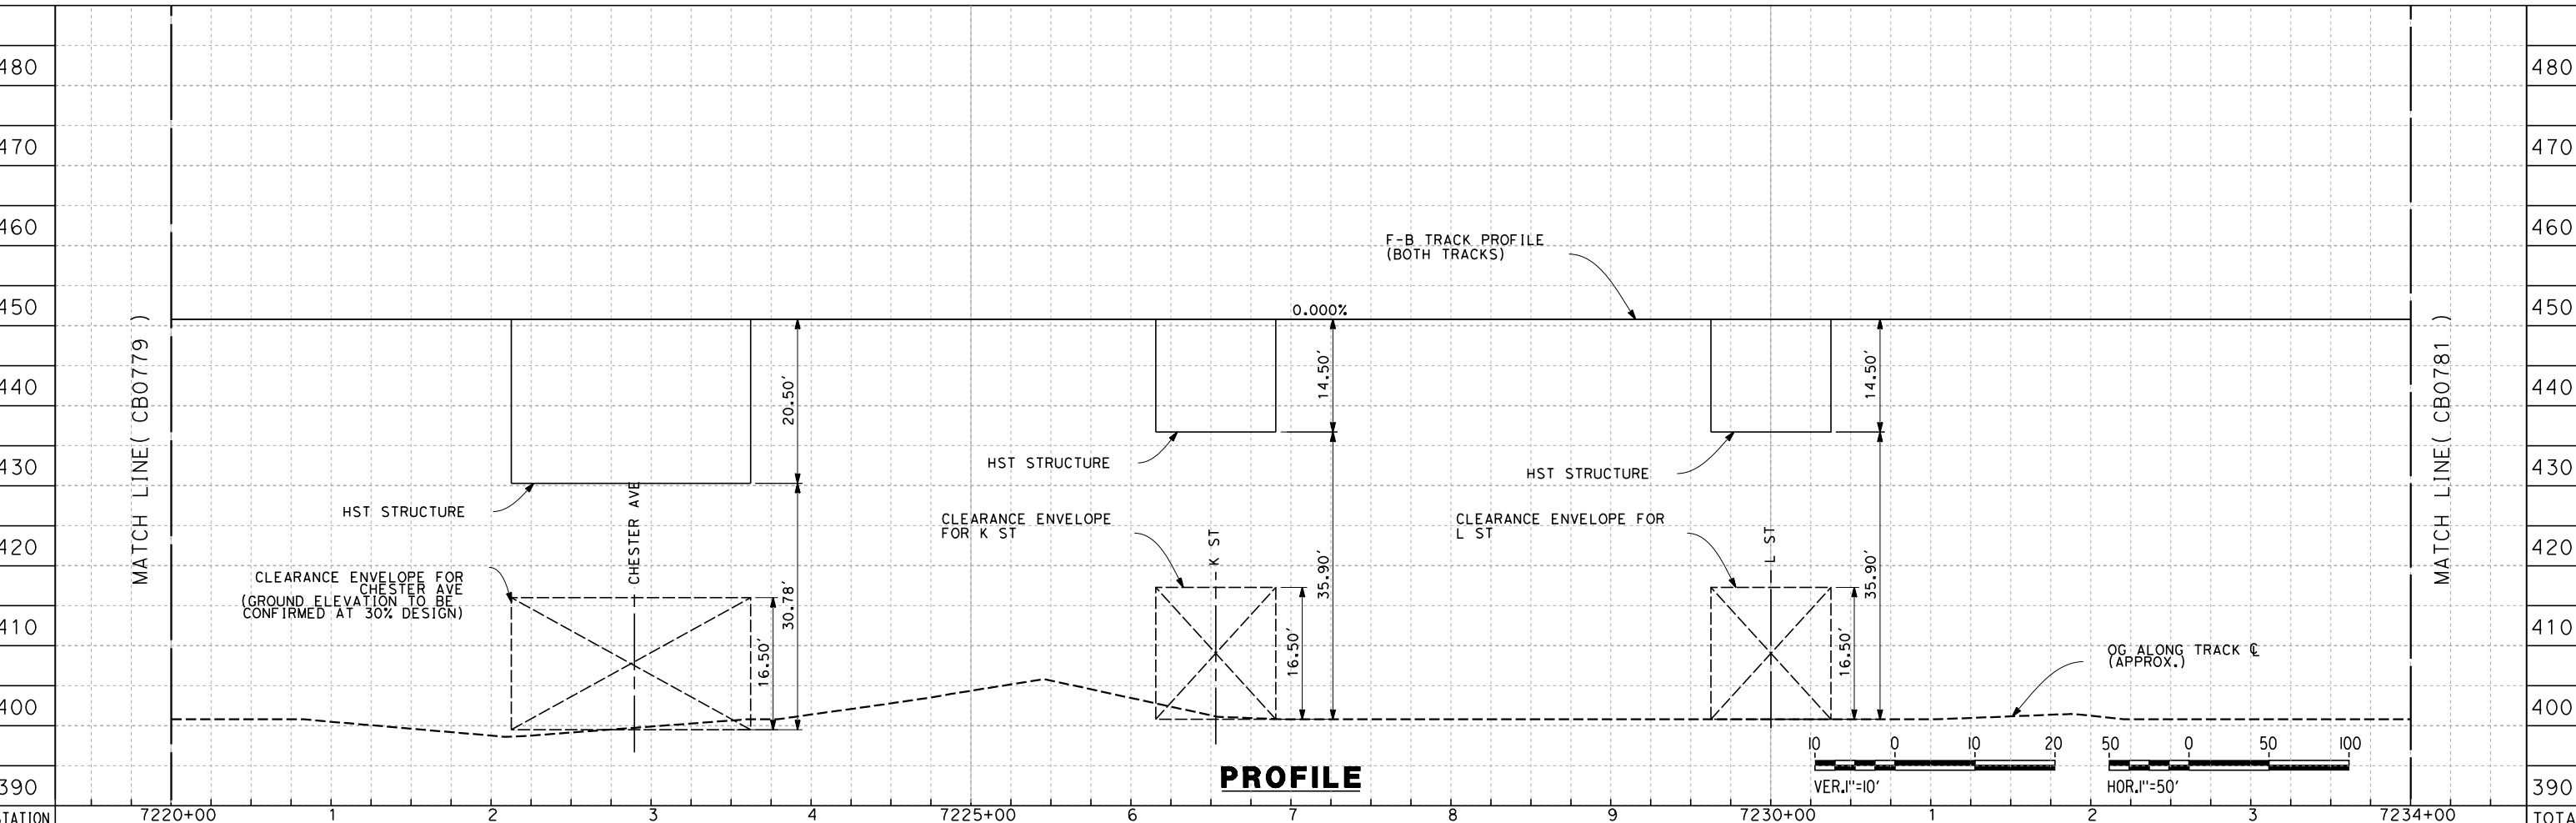 480
470
460
450
440
430
420
410
400
390
480
470
460
450
440
430
420
410
400
390
MATCH LINE( CB0779 )
MATCH LINE( CB0781 )
F-B TRACK PROFILE
(BOTH TRACKS)
0.000%
20.50'
14.50'
14.50'
HST STRUCTURE
HST STRUCTURE
HST STRUCTURE
CHESTER AVE
K ST
L ST
CLEARANCE ENVELOPE FOR
CHESTER AVE
(GROUND ELEVATION TO BE
CONFIRMED AT 30% DESIGN)
CLEARANCE ENVELOPE
FOR K ST
CLEARANCE ENVELOPE FOR
L ST
16.50'
30.78'
16.50'
35.90'
16.50'
35.90'
OG ALONG TRACK ℄
(APPROX.)
10 0 10 20
VER.1"=10'
50 0 50 100
HOR.1"=50'
PROFILE
7220+00 1 2 3 4 7225+00 6 7 8 9 7230+00 1 2 3 7234+00